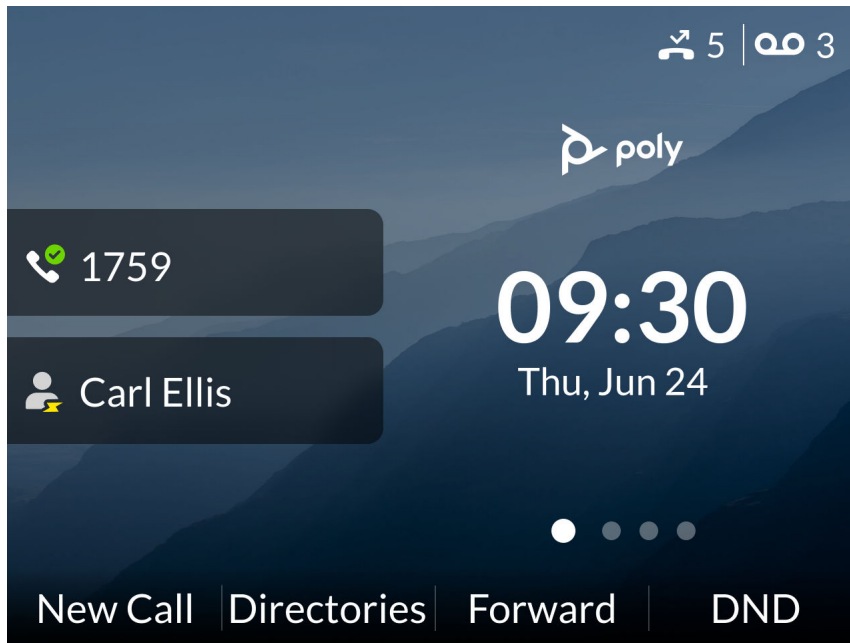 5 | 3
poly
1759
09:30
Carl Ellis
Thu, Jun 24
New Call | Directories | Forward | DND